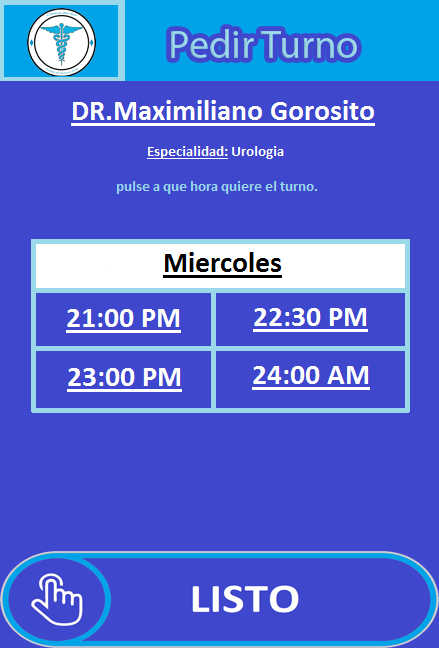 Pedir Turno
DR.Maximiliano Gorosito
Especialidad: Urologia
pulse a que hora quiere el turno.
Miercoles
21:00 PM 22:30 PM
23:00 PM 24:00 AM
LISTO